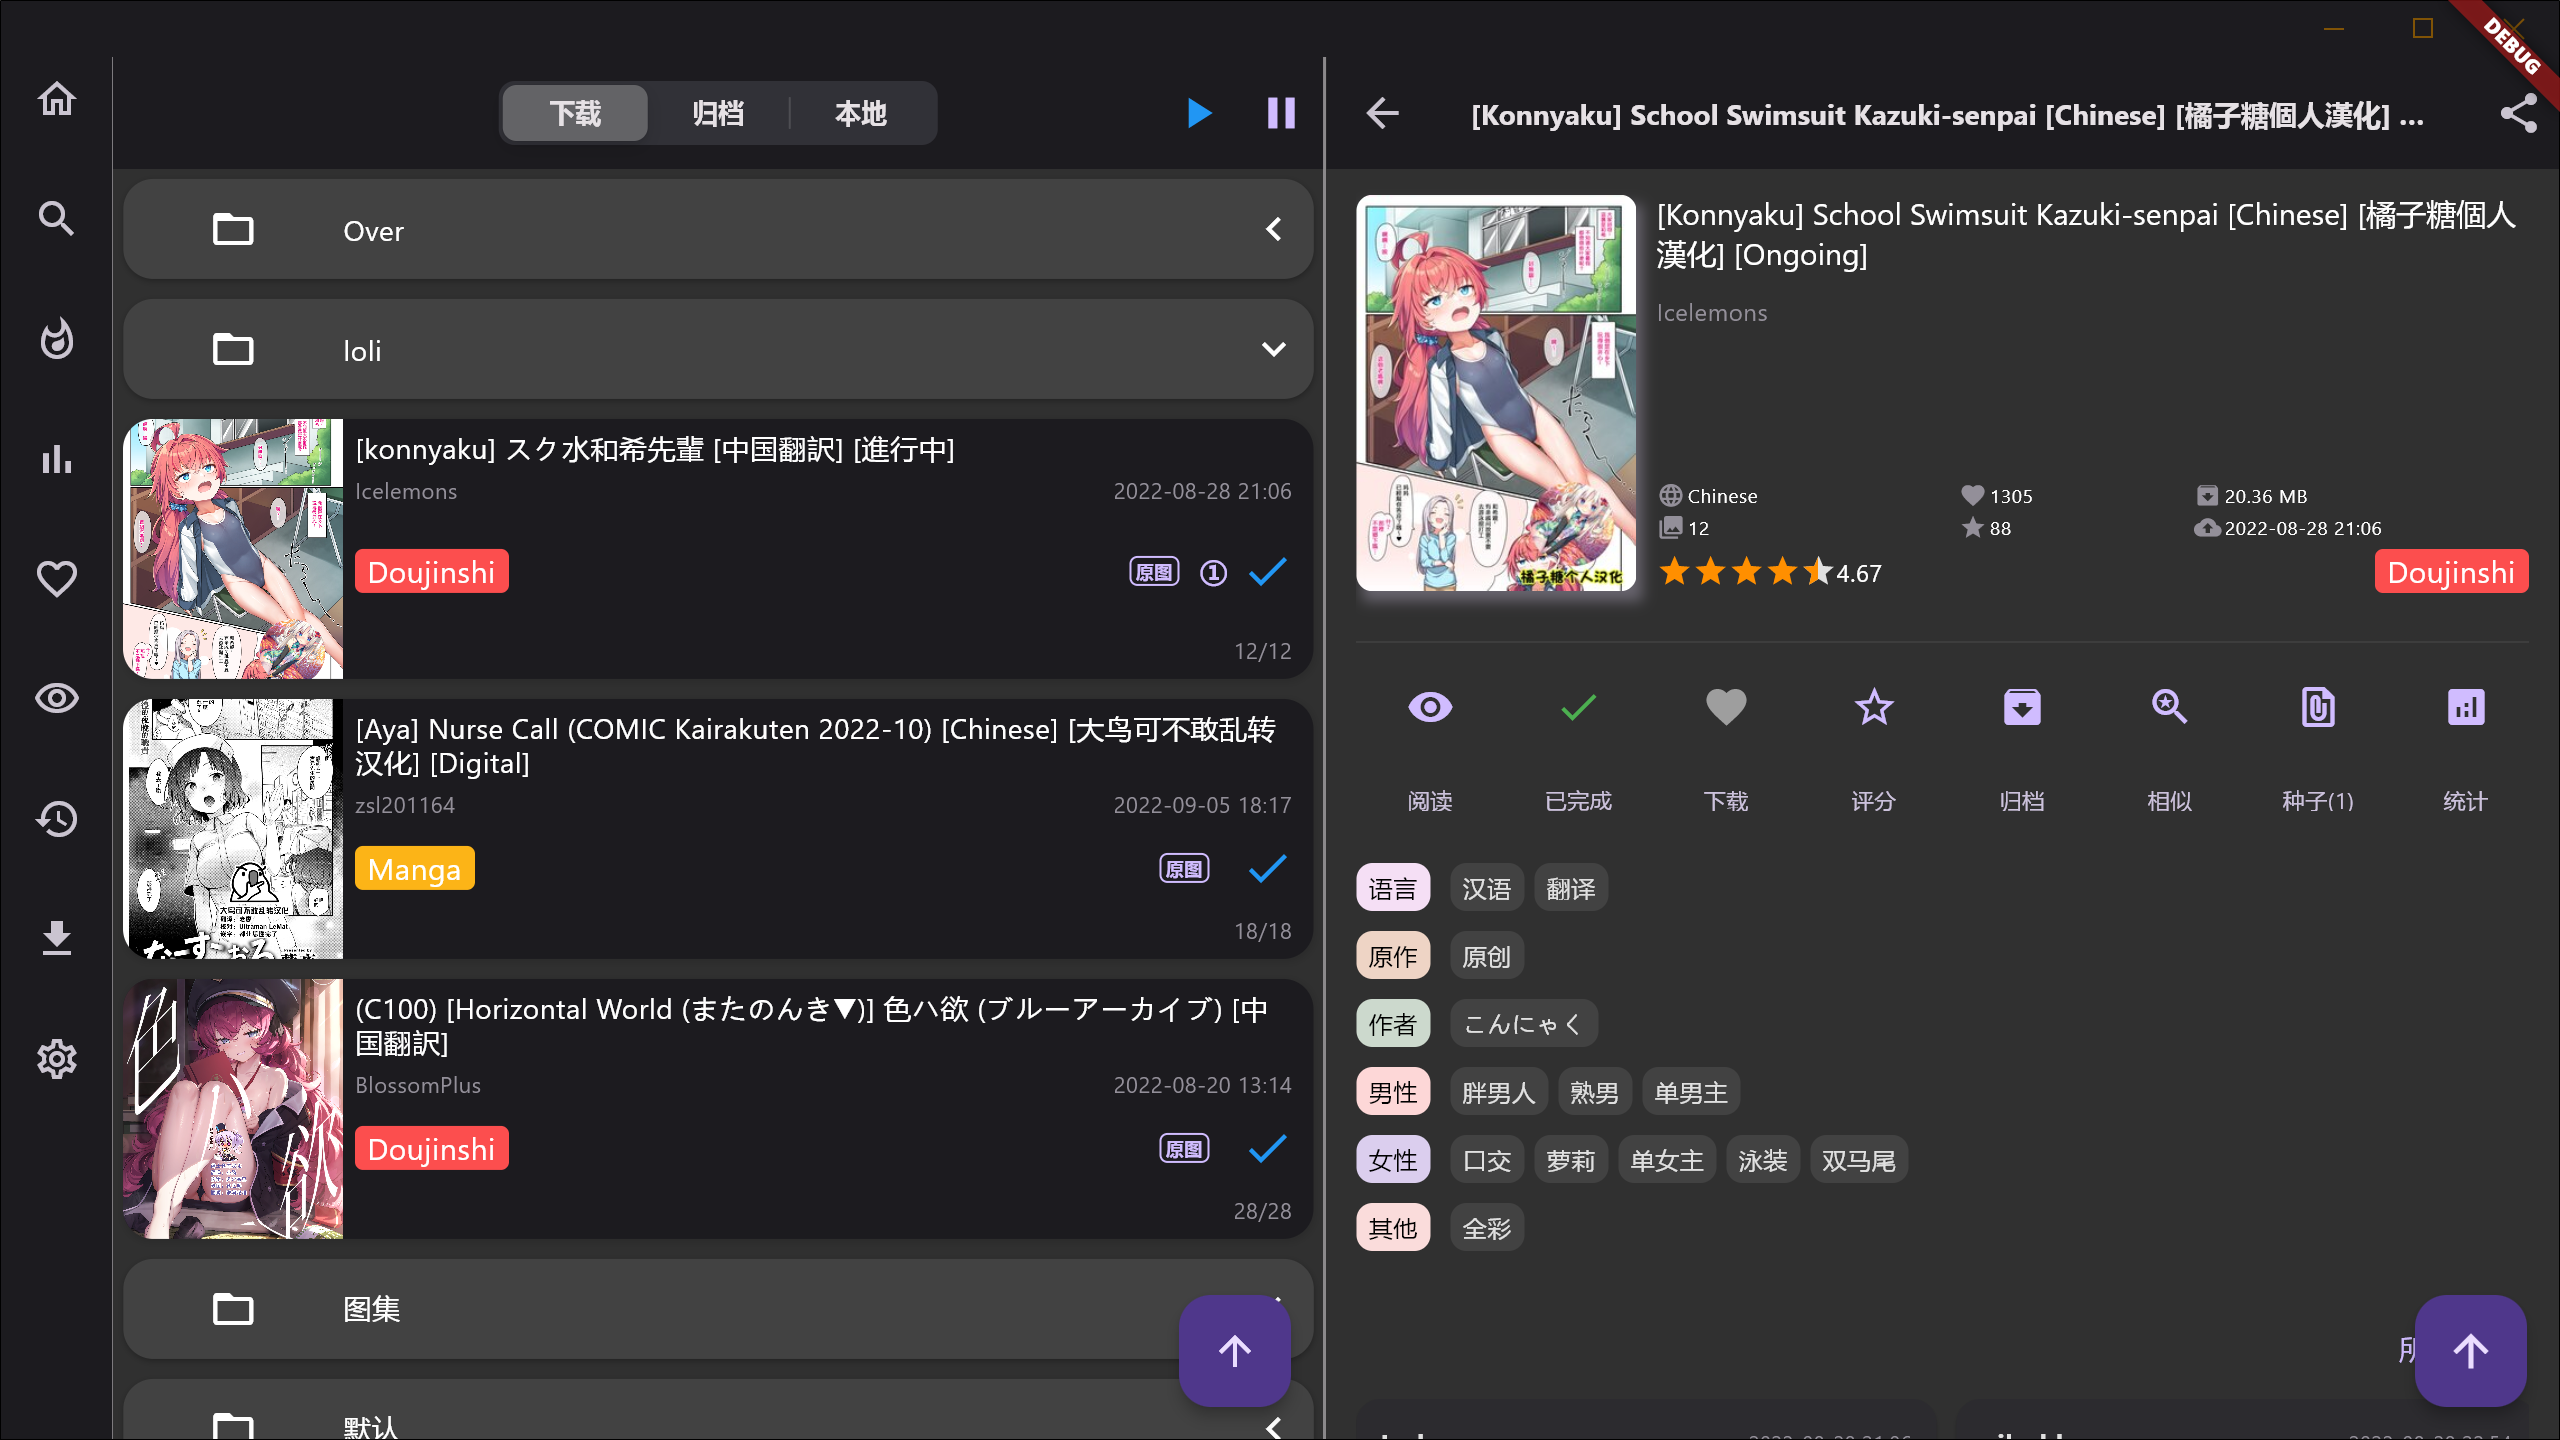 DEBUG
下载 归档 本地
Over
loli
[konnyaku] スク水和希先輩 [中国翻訳] [進行中]
Icelemons 2022-08-28 21:06
Doujinshi 原图 1
12/12
[Aya] Nurse Call (COMIC Kairakuten 2022-10) [Chinese] [大鸟可不敢乱转
汉化] [Digital]
zsl201164 2022-09-05 18:17
Manga 原图
18/18
(C100) [Horizontal World (またのんき▼)] 色ハ欲 (ブルーアーカイブ) [中
国翻訳]
BlossomPlus 2022-08-20 13:14
Doujinshi 原图
28/28
图集
默认
[Konnyaku] School Swimsuit Kazuki-senpai [Chinese] [橘子糖個人漢化] ...
[Konnyaku] School Swimsuit Kazuki-senpai [Chinese] [橘子糖個人
漢化] [Ongoing]
Icelemons
橘子糖个人汉化
Chinese 1305 20.36 MB
12 88 2022-08-28 21:06
4.67 Doujinshi
阅读 已完成 下载 评分 归档 相似 种子(1) 统计
语言 汉语 翻译
原作 原创
作者 こんにゃく
男性 胖男人 熟男 单男主
女性 口交 萝莉 单女主 泳装 双马尾
其他 全彩